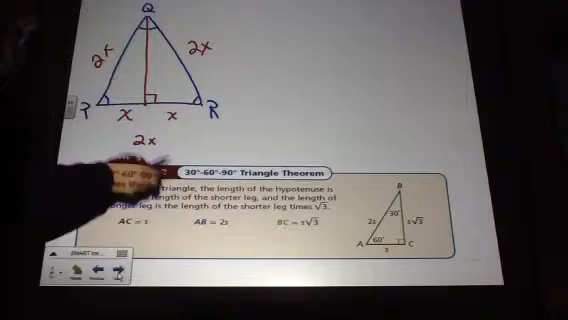 Q
2x
2x
P
x
x
R
2x
30°-60°-90° Triangle Theorem
-60°-90°
triangle, the length of the hypotenuse is
length of the shorter leg, and the length of
leg is the length of the shorter leg times √3.
AC = s
AB = 2s
BC = s√3
B
30°
2s
s√3
60°
A
s
C
SMART